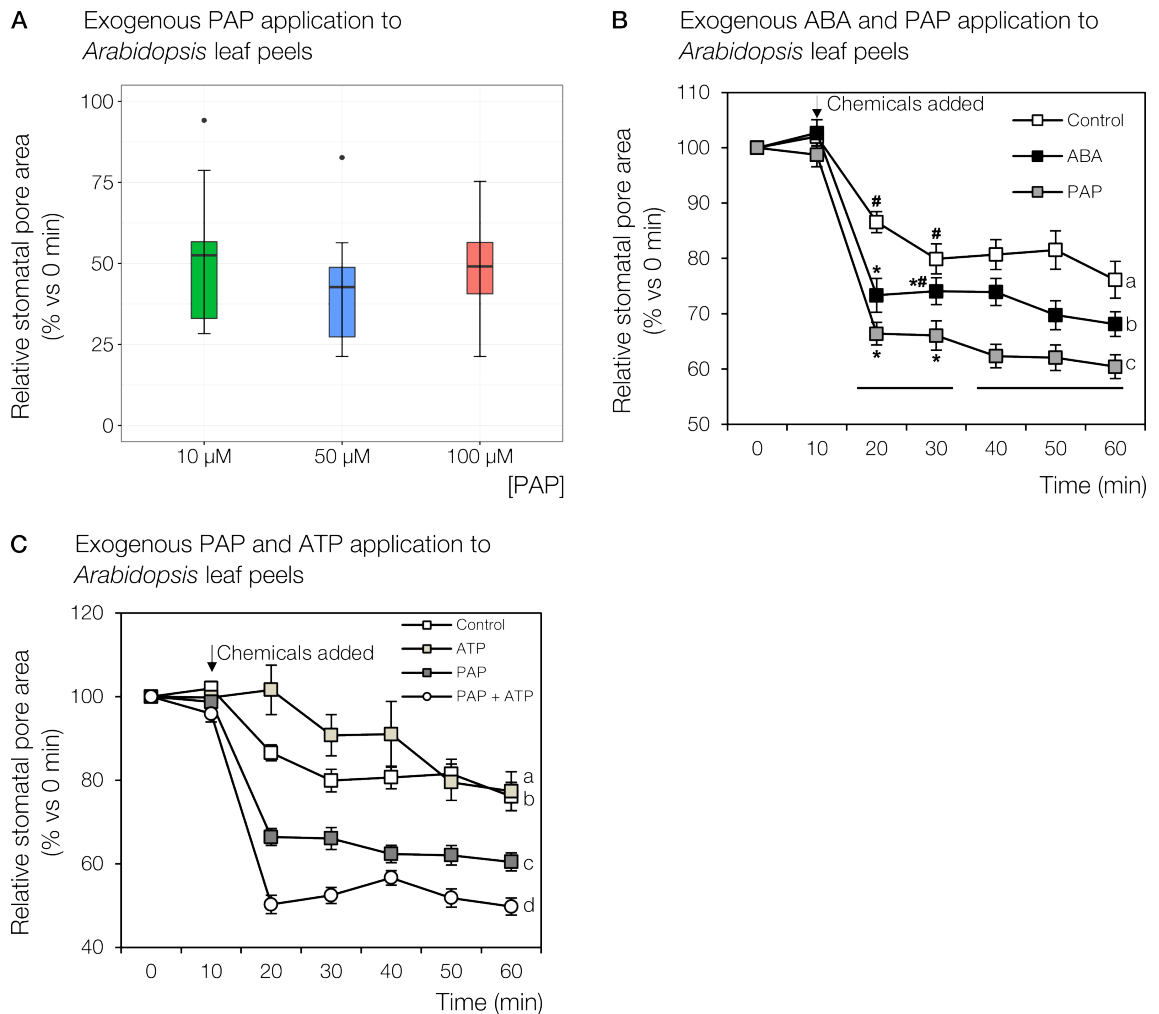 A
Exogenous PAP application to
Arabidopsis leaf peels
Relative stomatal pore area
(% vs 0 min)
100
75
50
25
0
10 µM
50 µM
100 µM
[PAP]
B
Exogenous ABA and PAP application to
Arabidopsis leaf peels
Relative stomatal pore area
(% vs 0 min)
110
100
90
80
70
60
50
Chemicals added
Control
ABA
PAP
#
#
*
*#
*
*
a
b
c
0
10
20
30
40
50
60
Time (min)
C
Exogenous PAP and ATP application to
Arabidopsis leaf peels
Relative stomatal pore area
(% vs 0 min)
120
100
80
60
40
Chemicals added
Control
ATP
PAP
PAP + ATP
a
b
c
d
0
10
20
30
40
50
60
Time (min)